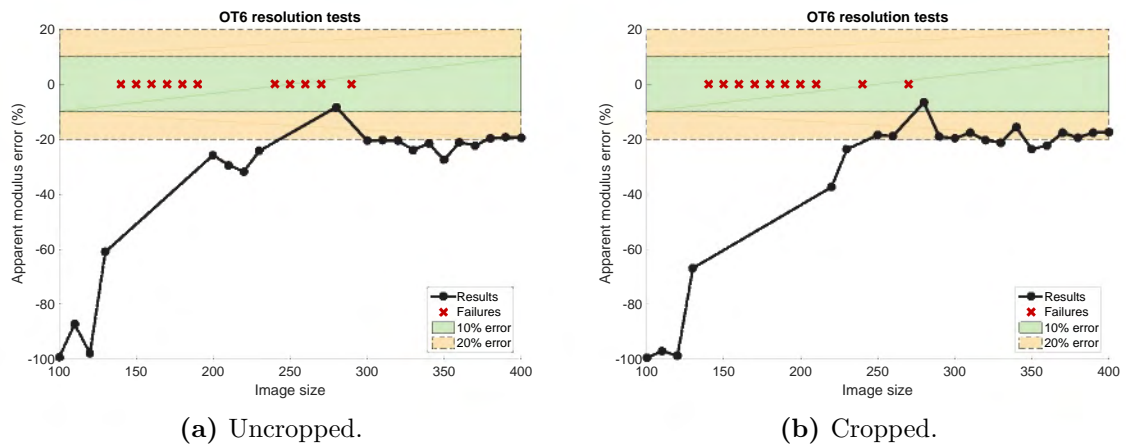 OT6 resolution tests
20
0
-20
-40
-60
-80
-100
100
150
200
250
300
350
400
Apparent modulus error (%)
Image size
Results
Failures
10% error
20% error
(a) Uncropped.
OT6 resolution tests
20
0
-20
-40
-60
-80
-100
100
150
200
250
300
350
400
Apparent modulus error (%)
Image size
Results
Failures
10% error
20% error
(b) Cropped.